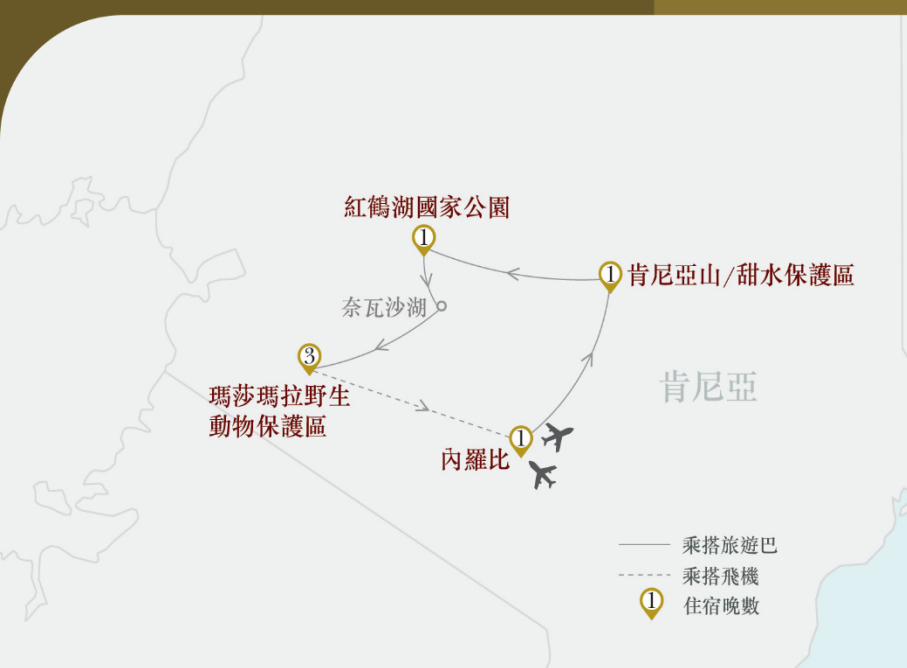 紅鶴湖國家公園
1
1
肯尼亞山/甜水保護區
奈瓦沙湖
3
瑪莎瑪拉野生
動物保護區
肯尼亞
1
內羅比
乘搭旅遊巴
乘搭飛機
1
住宿晚數